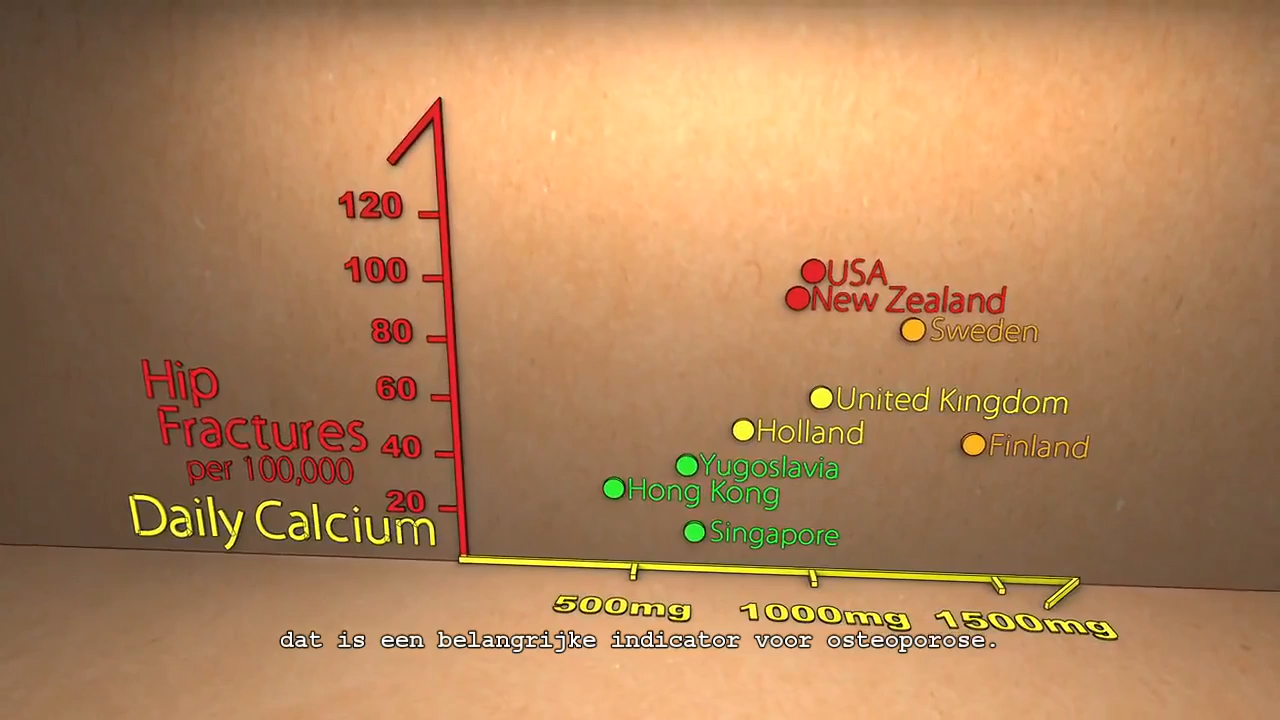 120
100
80
60
40
20
Hip
Fractures
per 100,000
Daily Calcium
USA
New Zealand
Sweden
United Kingdom
Holland
Finland
Yugoslavia
Hong Kong
Singapore
500mg 1000mg 1500mg
dat is een belangrijke indicator voor osteoporose.